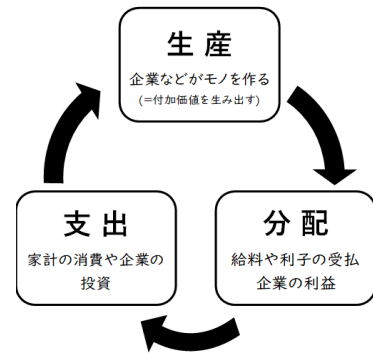 生産
企業などがモノを作る
(=付加価値を生み出す)
分配
給料や利子の受払
企業の利益
支出
家計の消費や企業の
投資